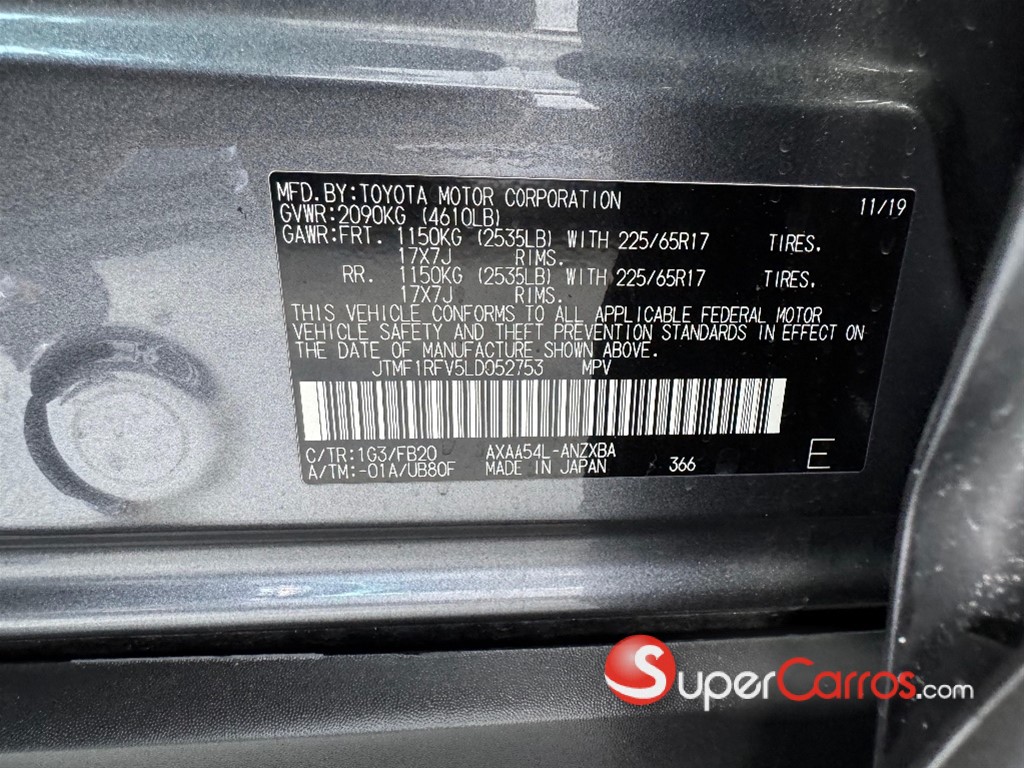 MFD.BY:TOYOTA MOTOR CORPORATION 11/19
GVWR:2090KG (4610LB)
GAWR:FRT. 1150KG (2535LB) WITH 225/65R17 TIRES.
17X7J RIMS.
RR. 1150KG (2535LB) WITH 225/65R17 TIRES.
17X7J RIMS.
THIS VEHICLE CONFORMS TO ALL APPLICABLE FEDERAL MOTOR
VEHICLE SAFETY AND THEFT PREVENTION STANDARDS IN EFFECT ON
THE DATE OF MANUFACTURE SHOWN ABOVE.
JTMF1RFV5LD052753 MPV
C/TR:1G3/FB20 AXAA54L-ANZXBA
A/TM:-01A/UB80F MADE IN JAPAN 366 E
SuperCarros.com